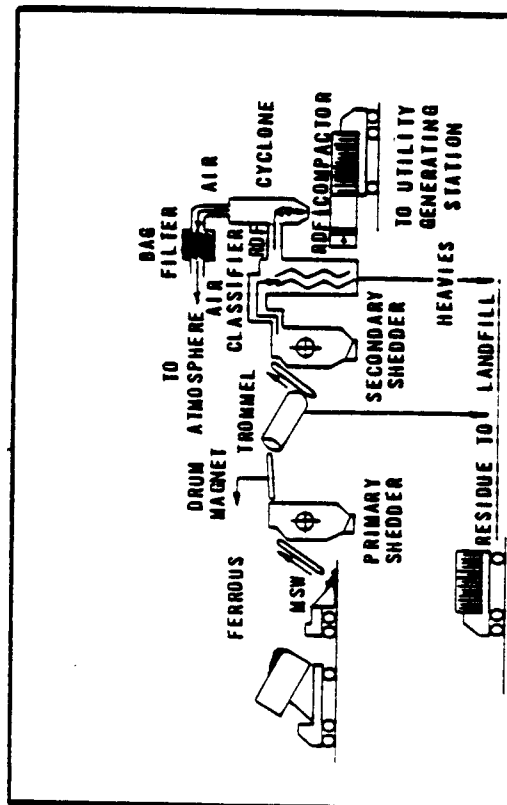 FERROUS
MSW
PRIMARY
SHEDDER
DRUM
MAGNET
TROMMEL
SECONDARY
SHEDDER
TO
ATMOSPHERE
AIR
CLASSIFIER
BAG
FILTER
AIR
RDF
CYCLONE
RDF COMPACTOR
TO UTILITY
GENERATING
STATION
HEAVIES
RESIDUE TO LANDFILL